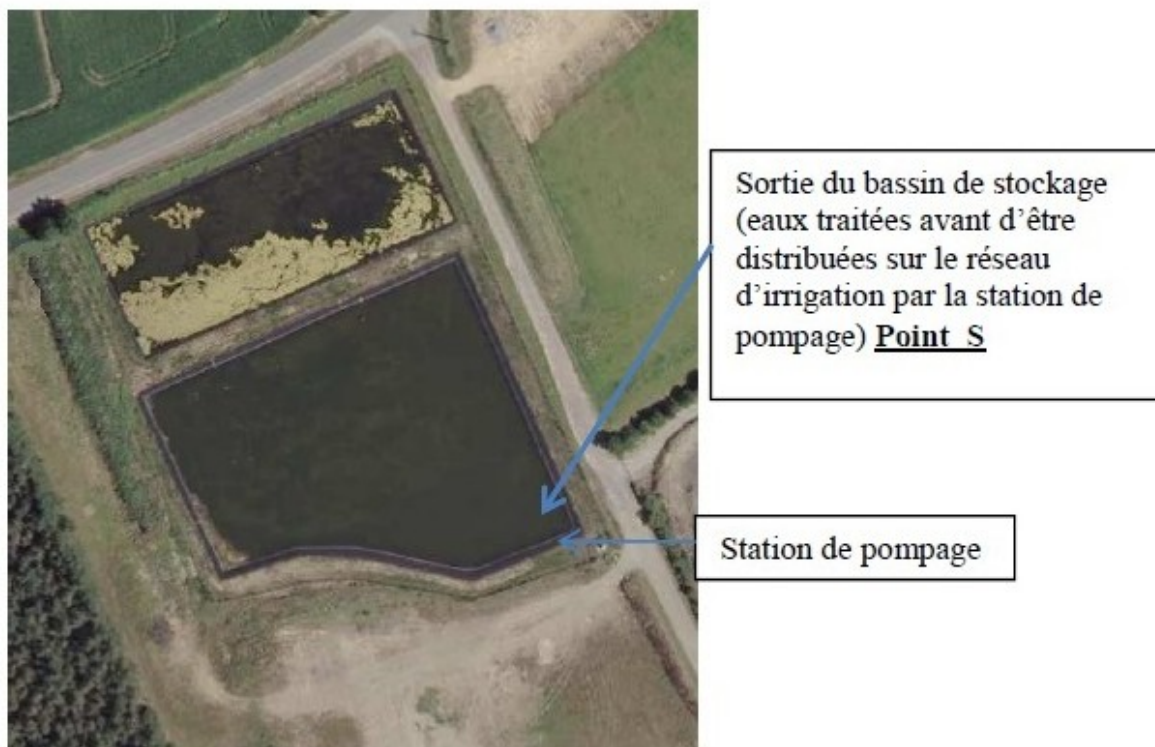 Sortie du bassin de stockage
(eaux traitées avant d’être
distribuées sur le réseau
d’irrigation par la station de
pompage) Point S
Station de pompage